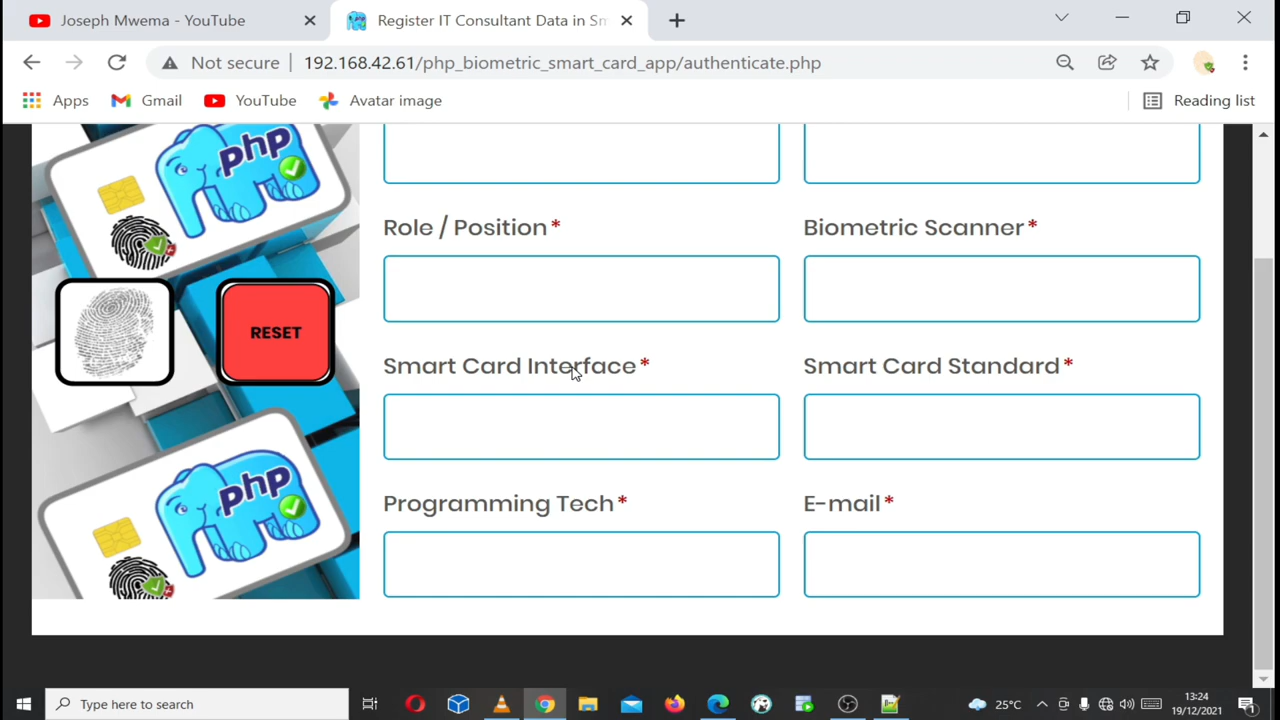 Joseph Mwema - YouTube
Register IT Consultant Data in Sm
Not secure
192.168.42.61/php_biometric_smart_card_app/authenticate.php
Apps
Gmail
YouTube
Avatar image
Reading list
php
Role / Position *
Biometric Scanner *
RESET
Smart Card Interface *
Smart Card Standard *
php
Programming Tech *
E-mail *
Type here to search
25°C
13:24
19/12/2021
1